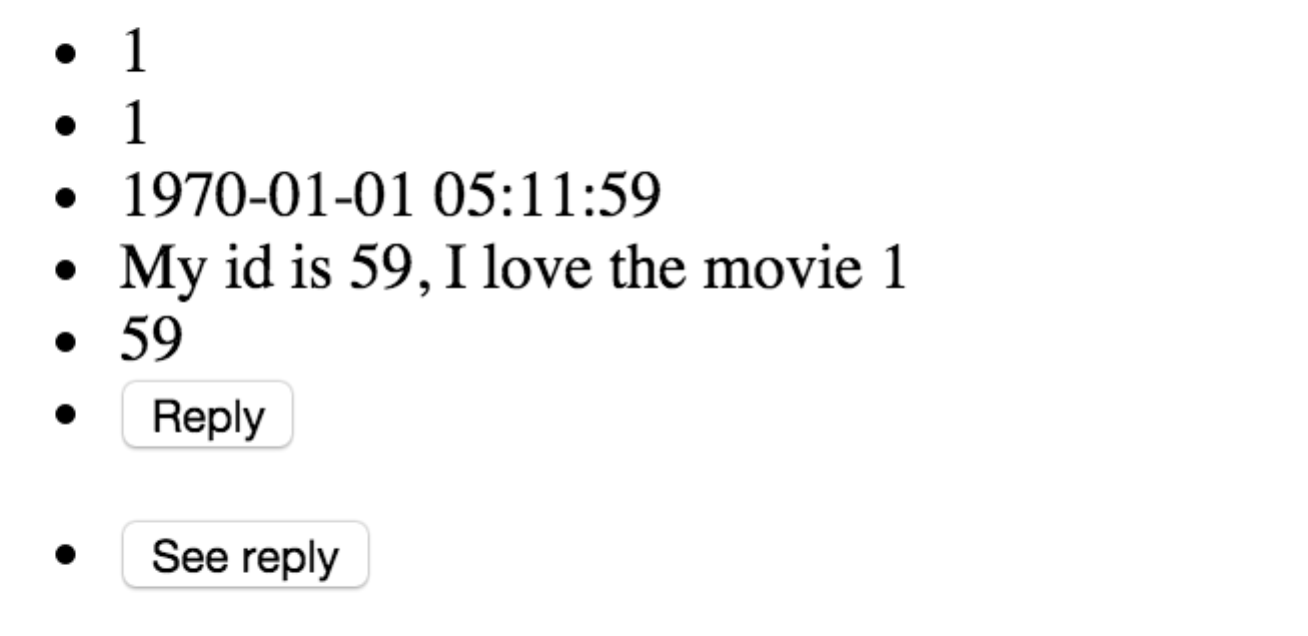 1
1
1970-01-01 05:11:59
My id is 59, I love the movie 1
59
Reply
See reply